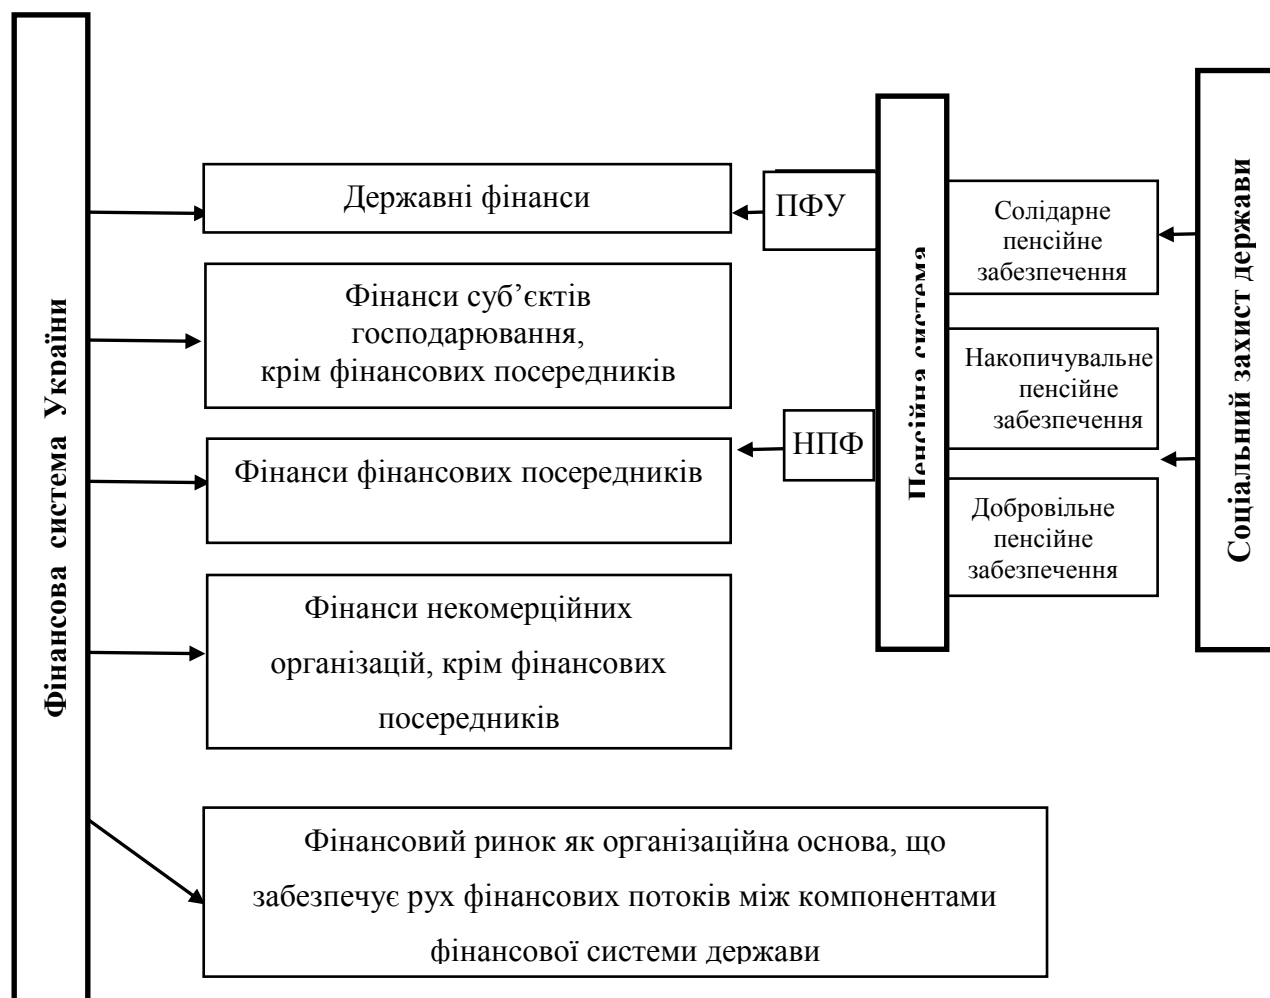 Фінансова система України
Державні фінанси
Фінанси суб’єктів
господарювання,
крім фінансових посередників
Фінанси фінансових посередників
Фінанси некомерційних
організацій, крім фінансових
посередників
Фінансовий ринок як організаційна основа, що
забезпечує рух фінансових потоків між компонентами
фінансової системи держави
ПФУ
НПФ
Пенсійна система
Солідарне
пенсійне
забезпечення
Накопичувальне
пенсійне
забезпечення
Добровільне
пенсійне
забезпечення
Соціальний захист держави